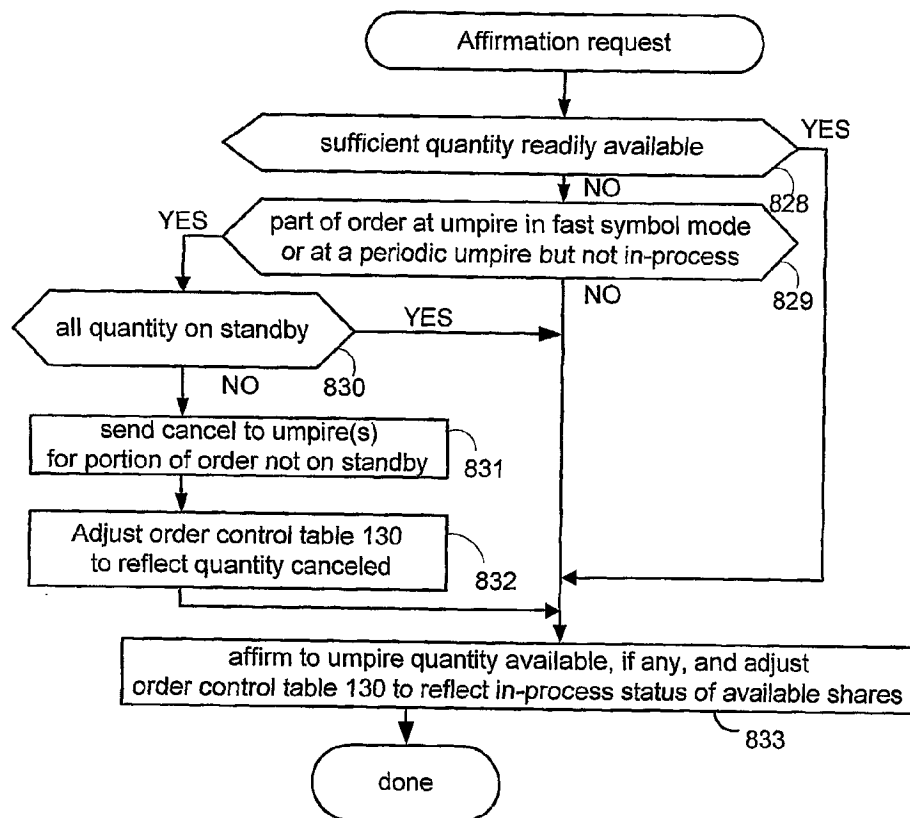 Affirmation request
sufficient quantity readily available
YES
NO
828
YES
part of order at umpire in fast symbol mode
or at a periodic umpire but not in-process
NO
829
all quantity on standby
YES
NO
830
send cancel to umpire(s)
for portion of order not on standby
831
Adjust order control table 130
to reflect quantity canceled
832
affirm to umpire quantity available, if any, and adjust
order control table 130 to reflect in-process status of available shares
833
done